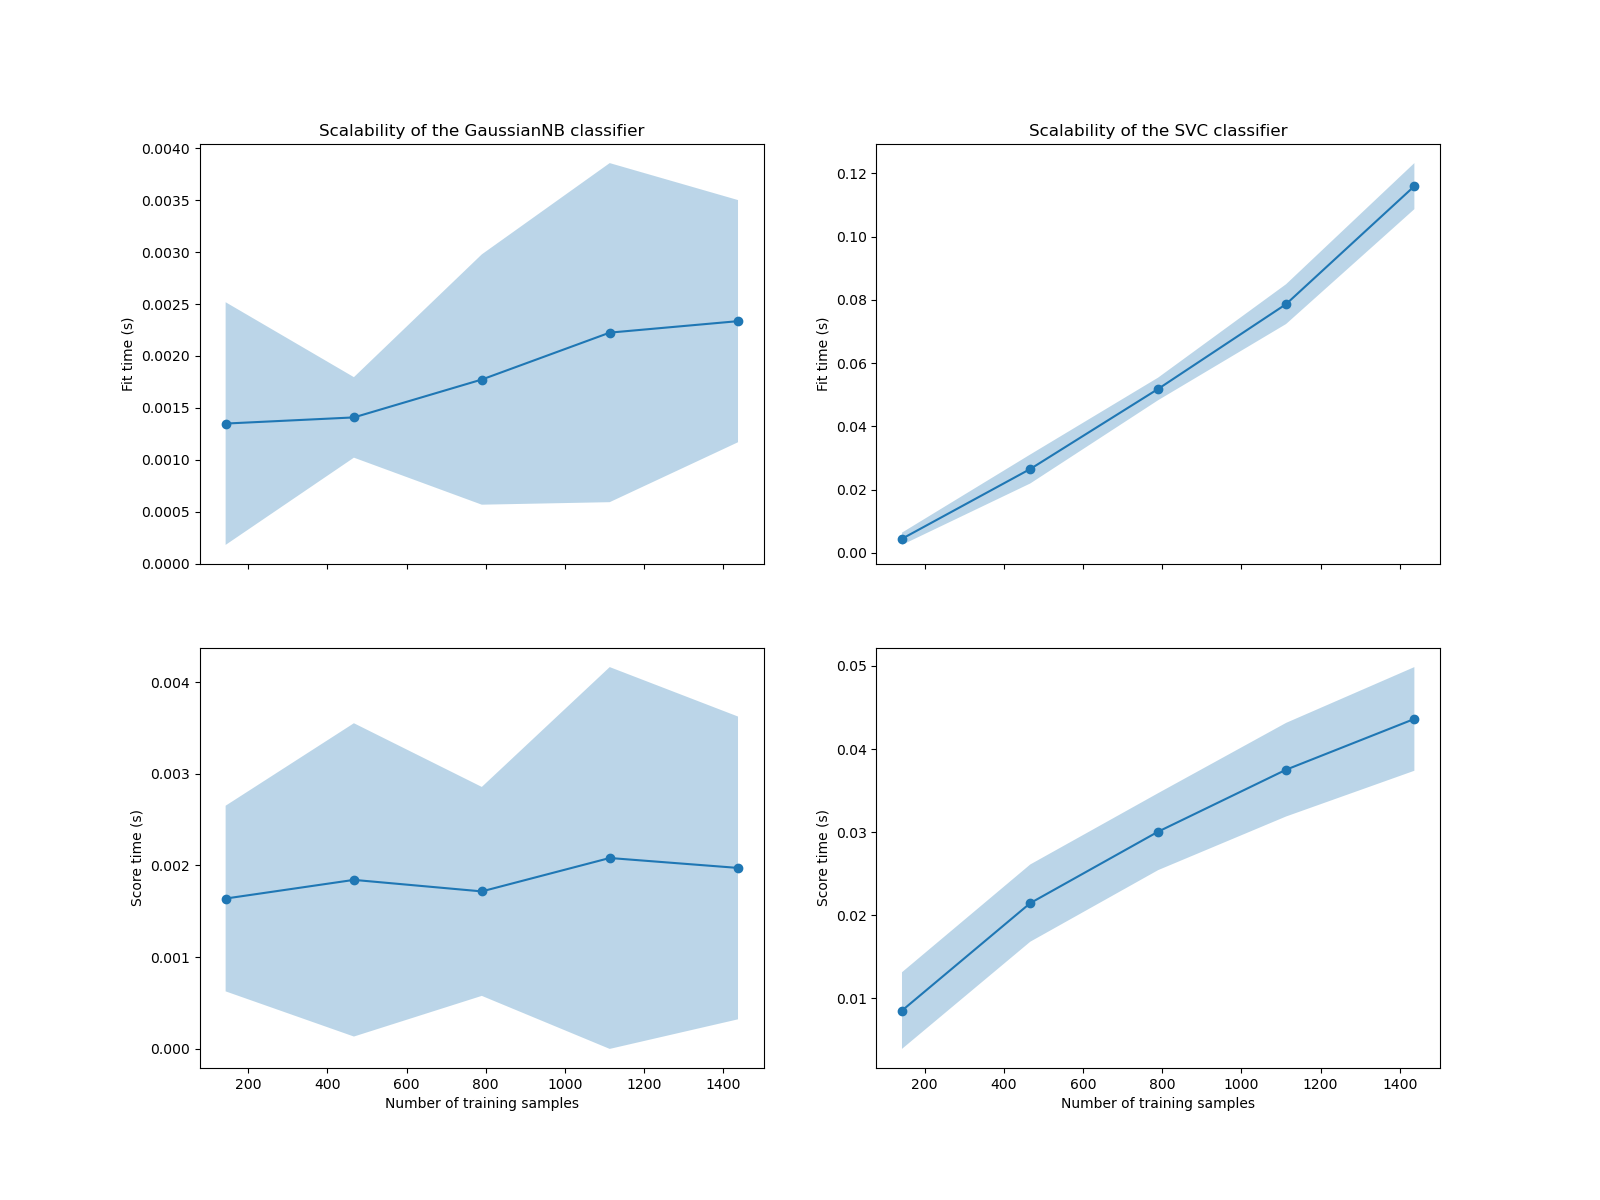 Scalability of the GaussianNB classifier
0.0040
0.0035
0.0030
0.0025
0.0020
0.0015
0.0010
0.0005
0.0000
Fit time (s)
Scalability of the SVC classifier
0.12
0.10
0.08
0.06
0.04
0.02
0.00
Fit time (s)
0.004
0.003
0.002
0.001
0.000
Score time (s)
200 400 600 800 1000 1200 1400
Number of training samples
0.05
0.04
0.03
0.02
0.01
Score time (s)
200 400 600 800 1000 1200 1400
Number of training samples